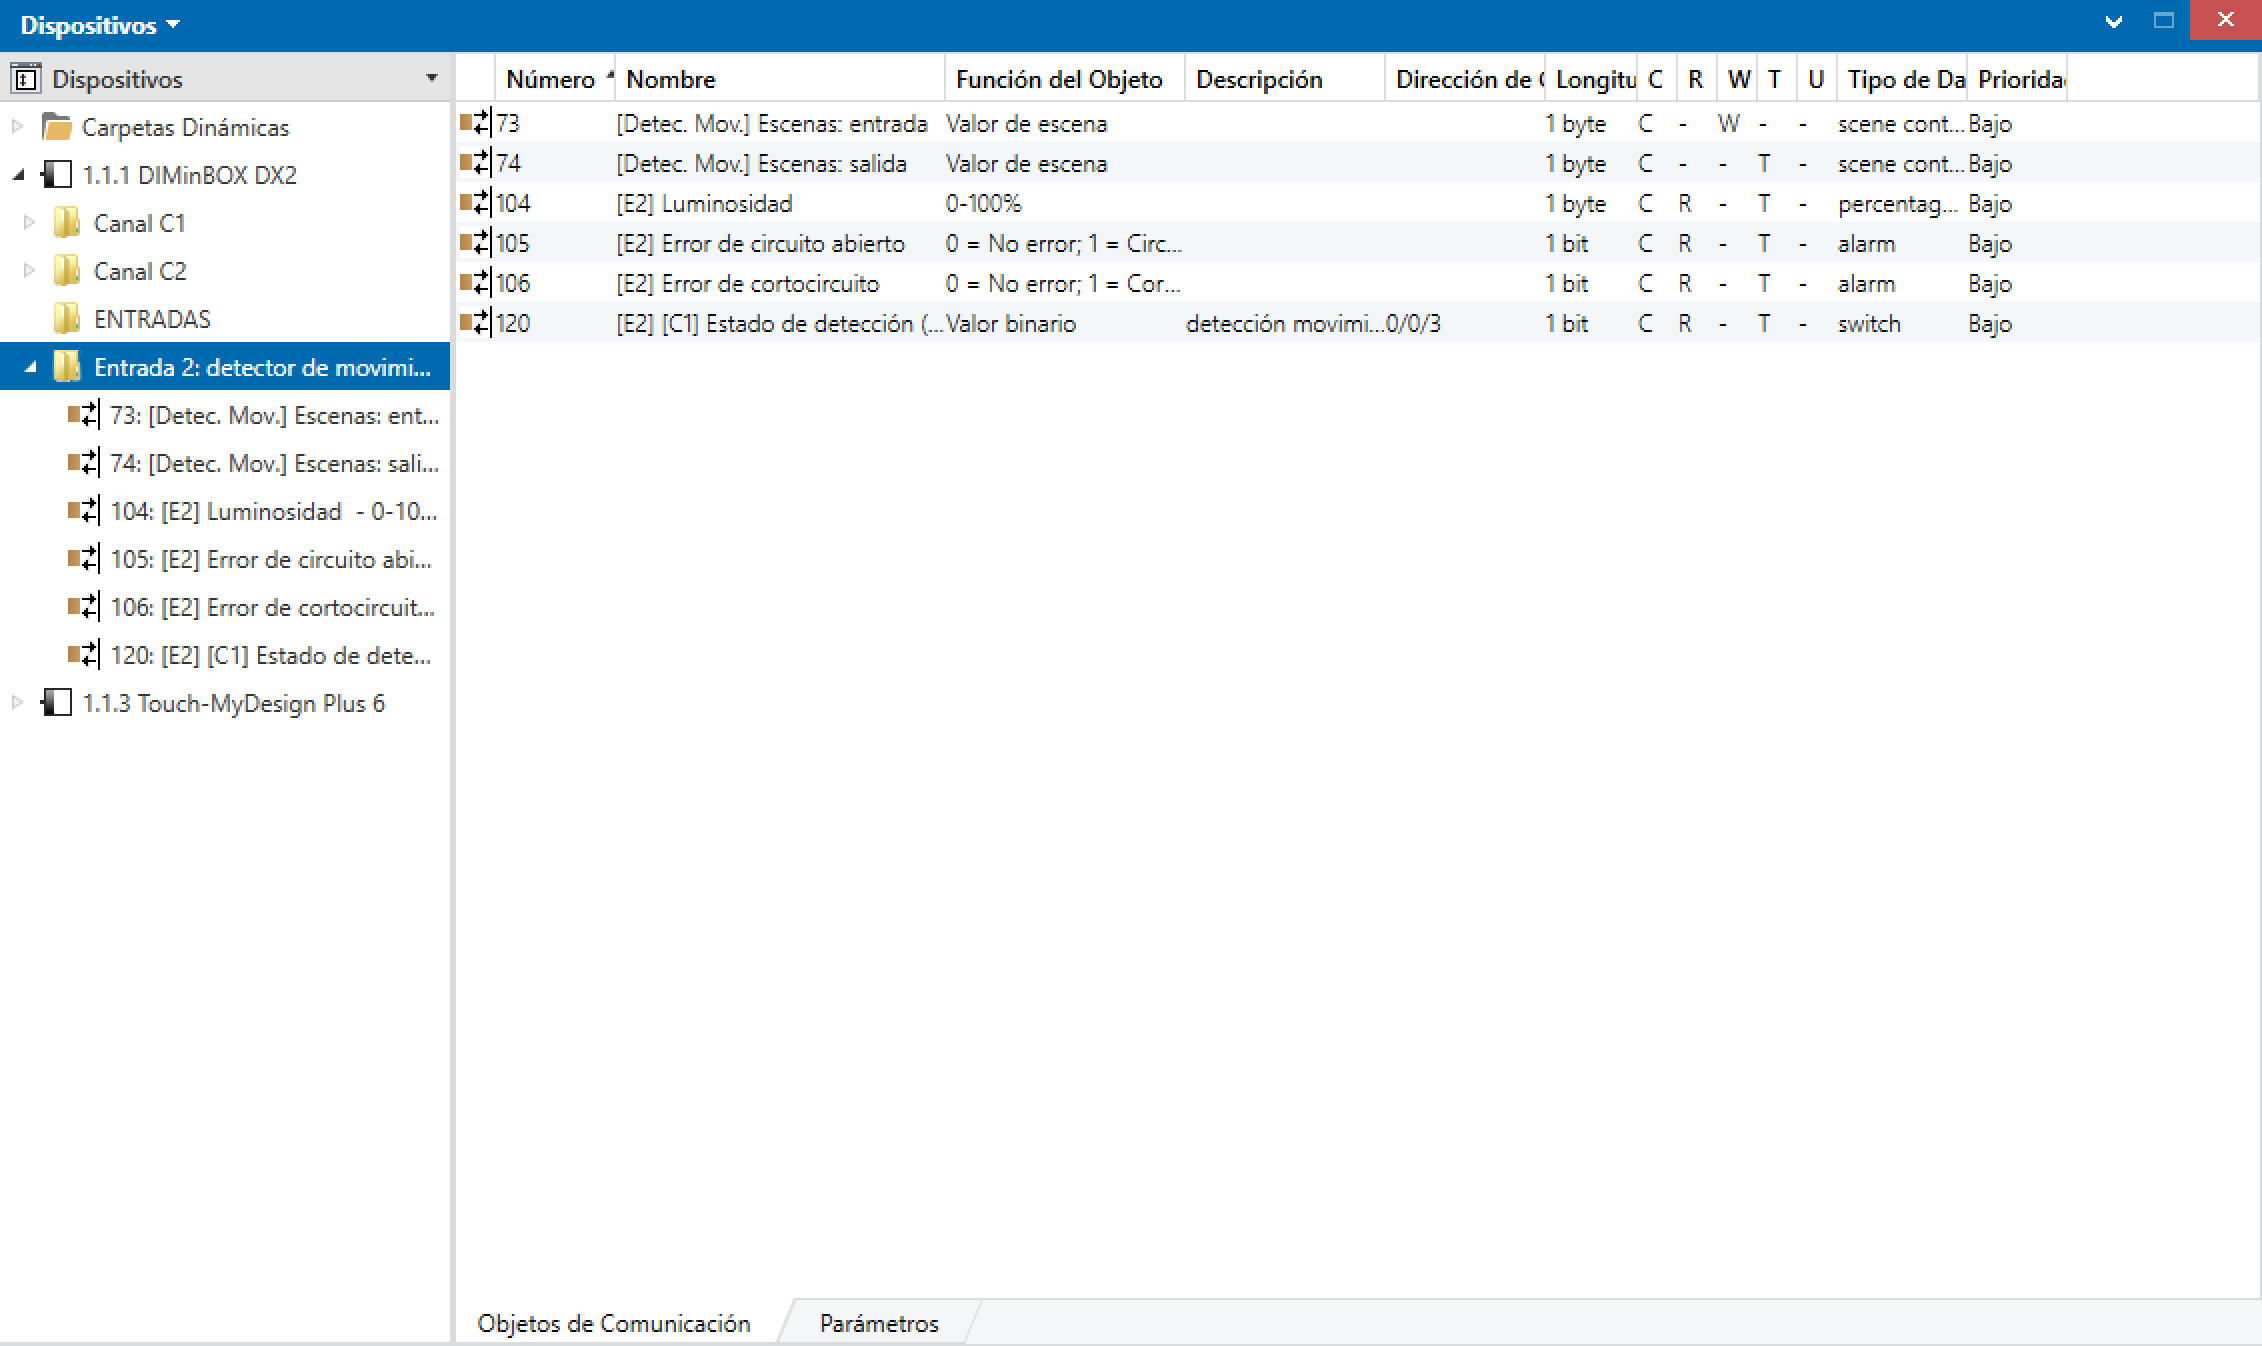 Dispositivos
Dispositivos
Carpetas Dinámicas
1.1.1 DIMinBOX DX2
Canal C1
Canal C2
ENTRADAS
Entrada 2: detector de movimi...
73: [Detec. Mov.] Escenas: ent...
74: [Detec. Mov.] Escenas: sali...
104: [E2] Luminosidad - 0-10...
105: [E2] Error de circuito abi...
106: [E2] Error de cortocircuit...
120: [E2] [C1] Estado de dete...
1.1.3 Touch-MyDesign Plus 6
Número Nombre Función del Objeto Descripción Dirección de Longitu C R W T U Tipo de Da Priorida
73 [Detec. Mov.] Escenas: entrada Valor de escena 1 byte C - W - - scene cont... Bajo
74 [Detec. Mov.] Escenas: salida Valor de escena 1 byte C - - T - scene cont... Bajo
104 [E2] Luminosidad 0-100% 1 byte C R - T - percentag... Bajo
105 [E2] Error de circuito abierto 0 = No error; 1 = Circ... 1 bit C R - T - alarm Bajo
106 [E2] Error de cortocircuito 0 = No error; 1 = Cor... 1 bit C R - T - alarm Bajo
120 [E2] [C1] Estado de detección (... Valor binario detección movimi... 0/0/3 1 bit C R - T - switch Bajo
Objetos de Comunicación Parámetros